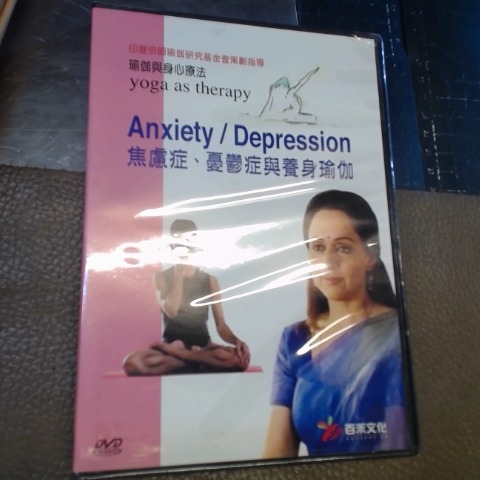 印度宗師瑜伽研究基金會策劃指導
瑜伽與身心療法
yoga as therapy
Anxiety / Depression
焦慮症、憂鬱症與養身瑜伽
百禾文化
DVD